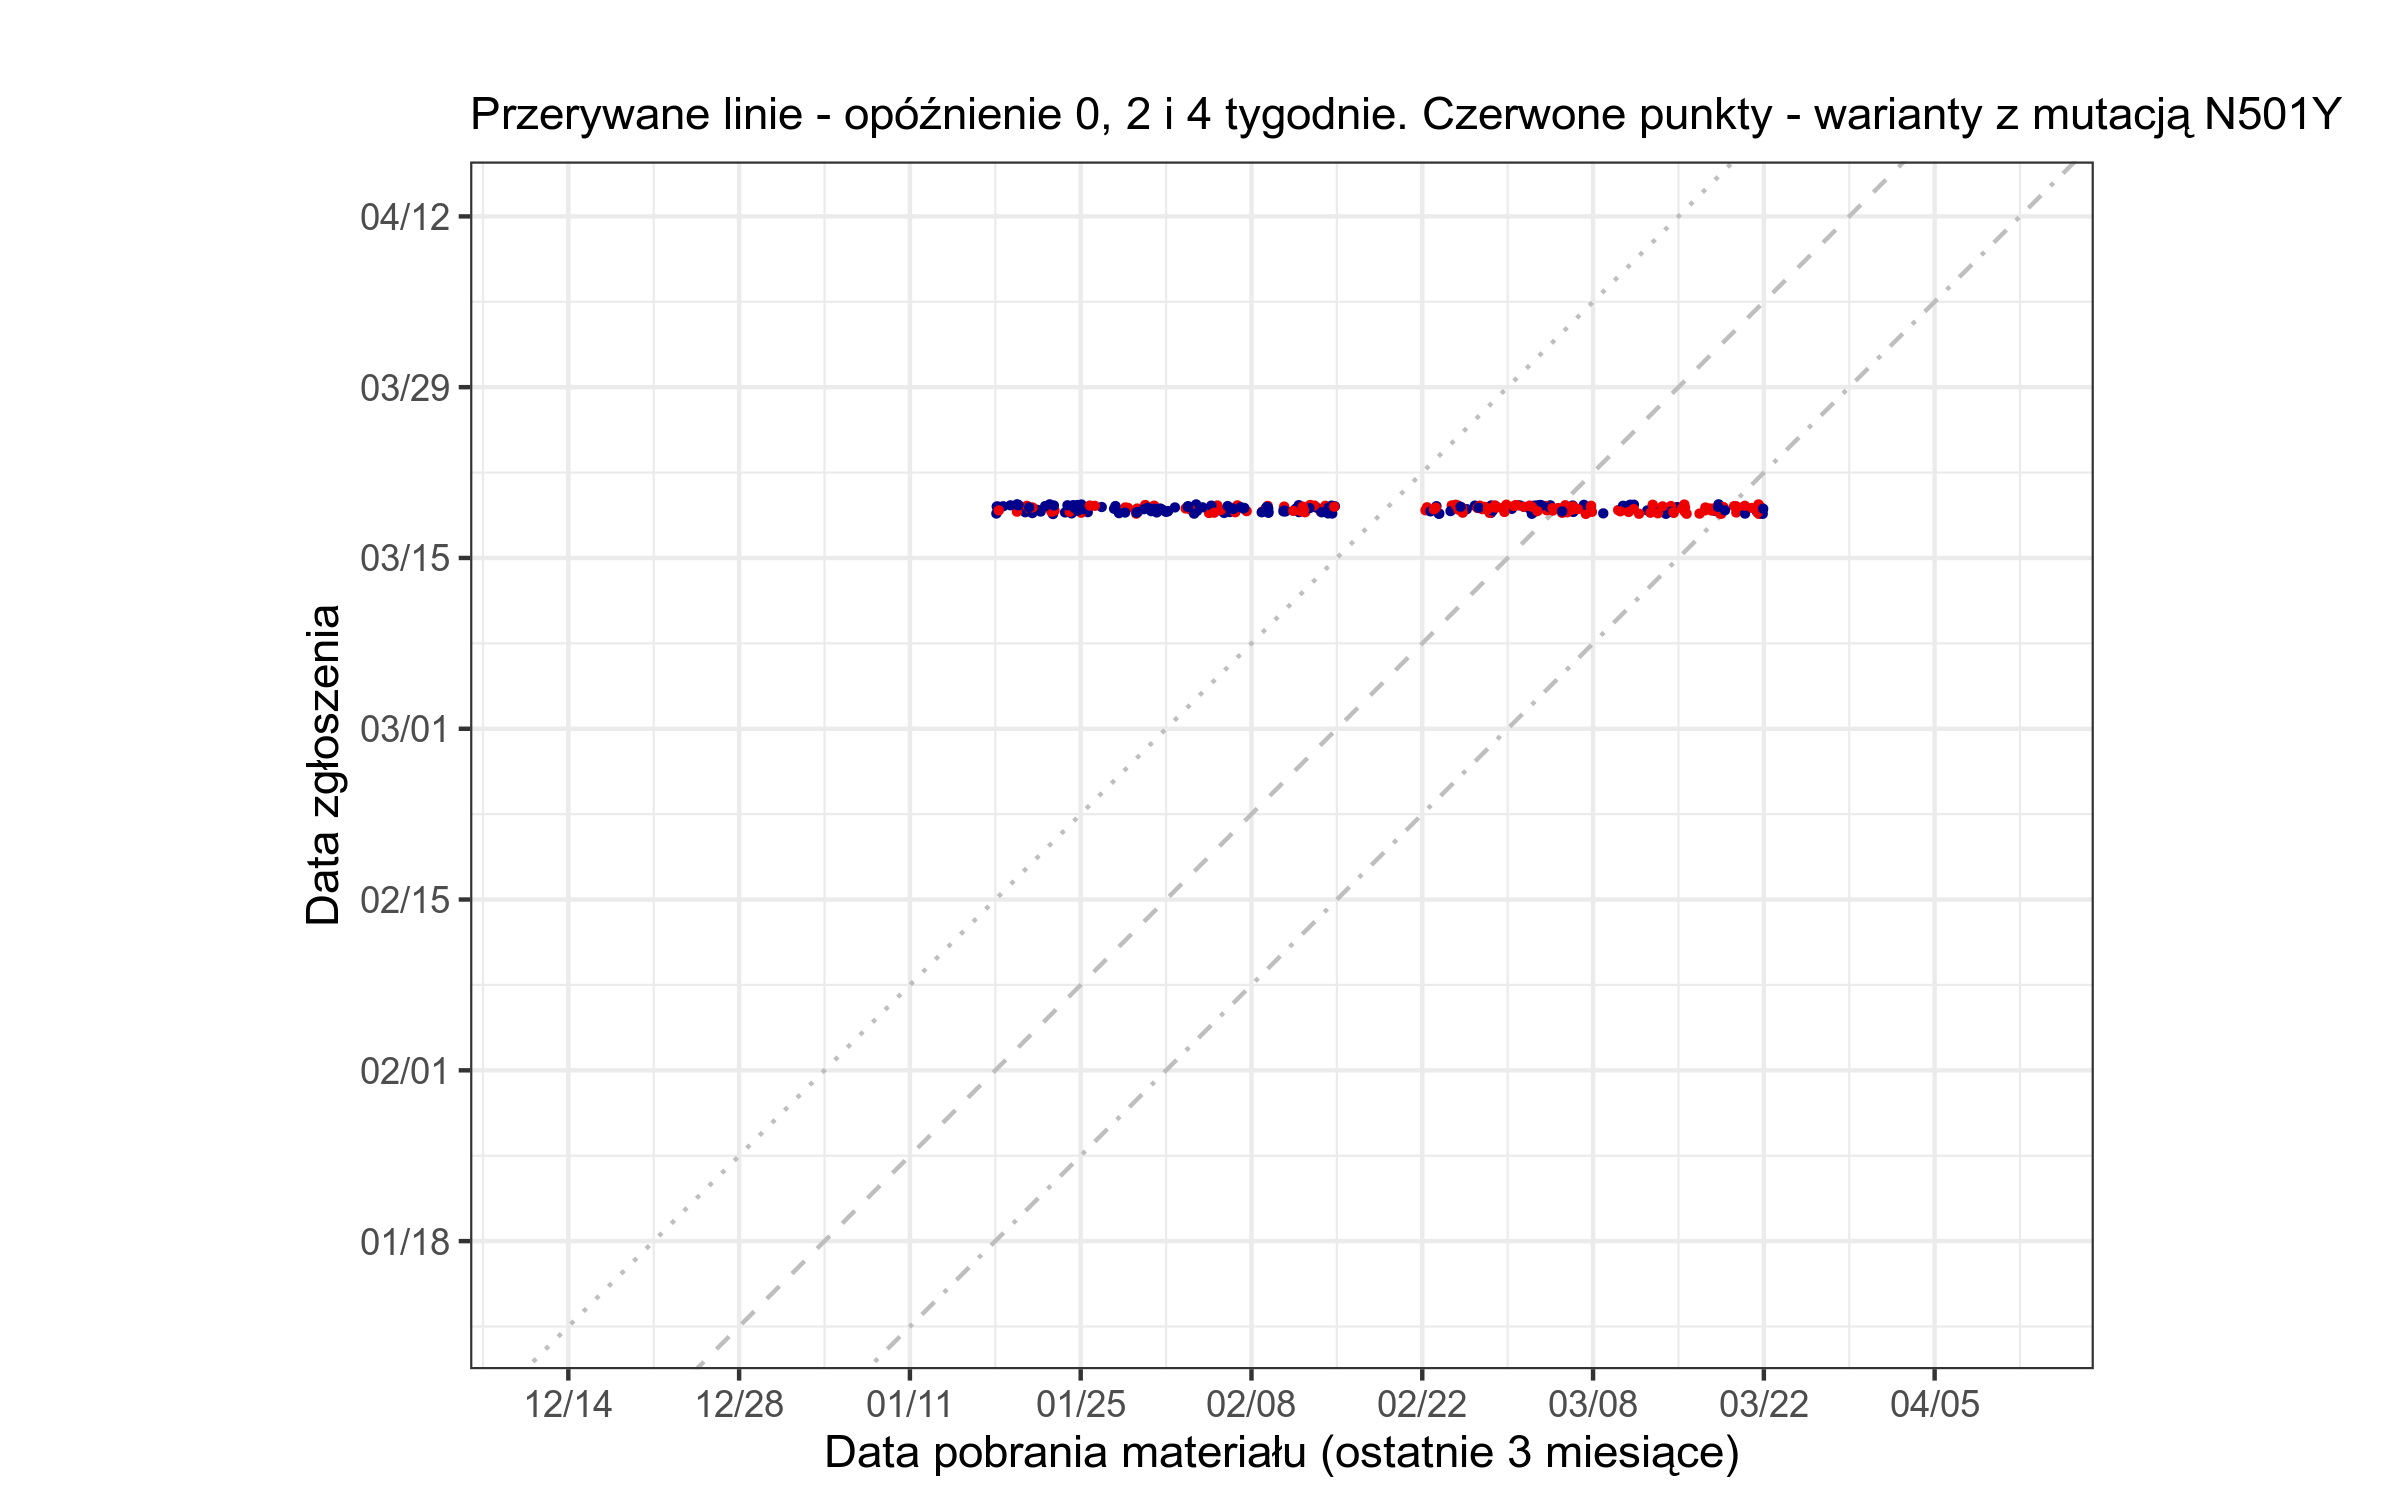 Przerywane linie - opóźnienie 0, 2 i 4 tygodnie. Czerwone punkty - warianty z mutacją N501Y
04/12
03/29
03/15
03/01
02/15
02/01
01/18
Data zgłoszenia
12/14 12/28 01/11 01/25 02/08 02/22 03/08 03/22 04/05
Data pobrania materiału (ostatnie 3 miesiące)